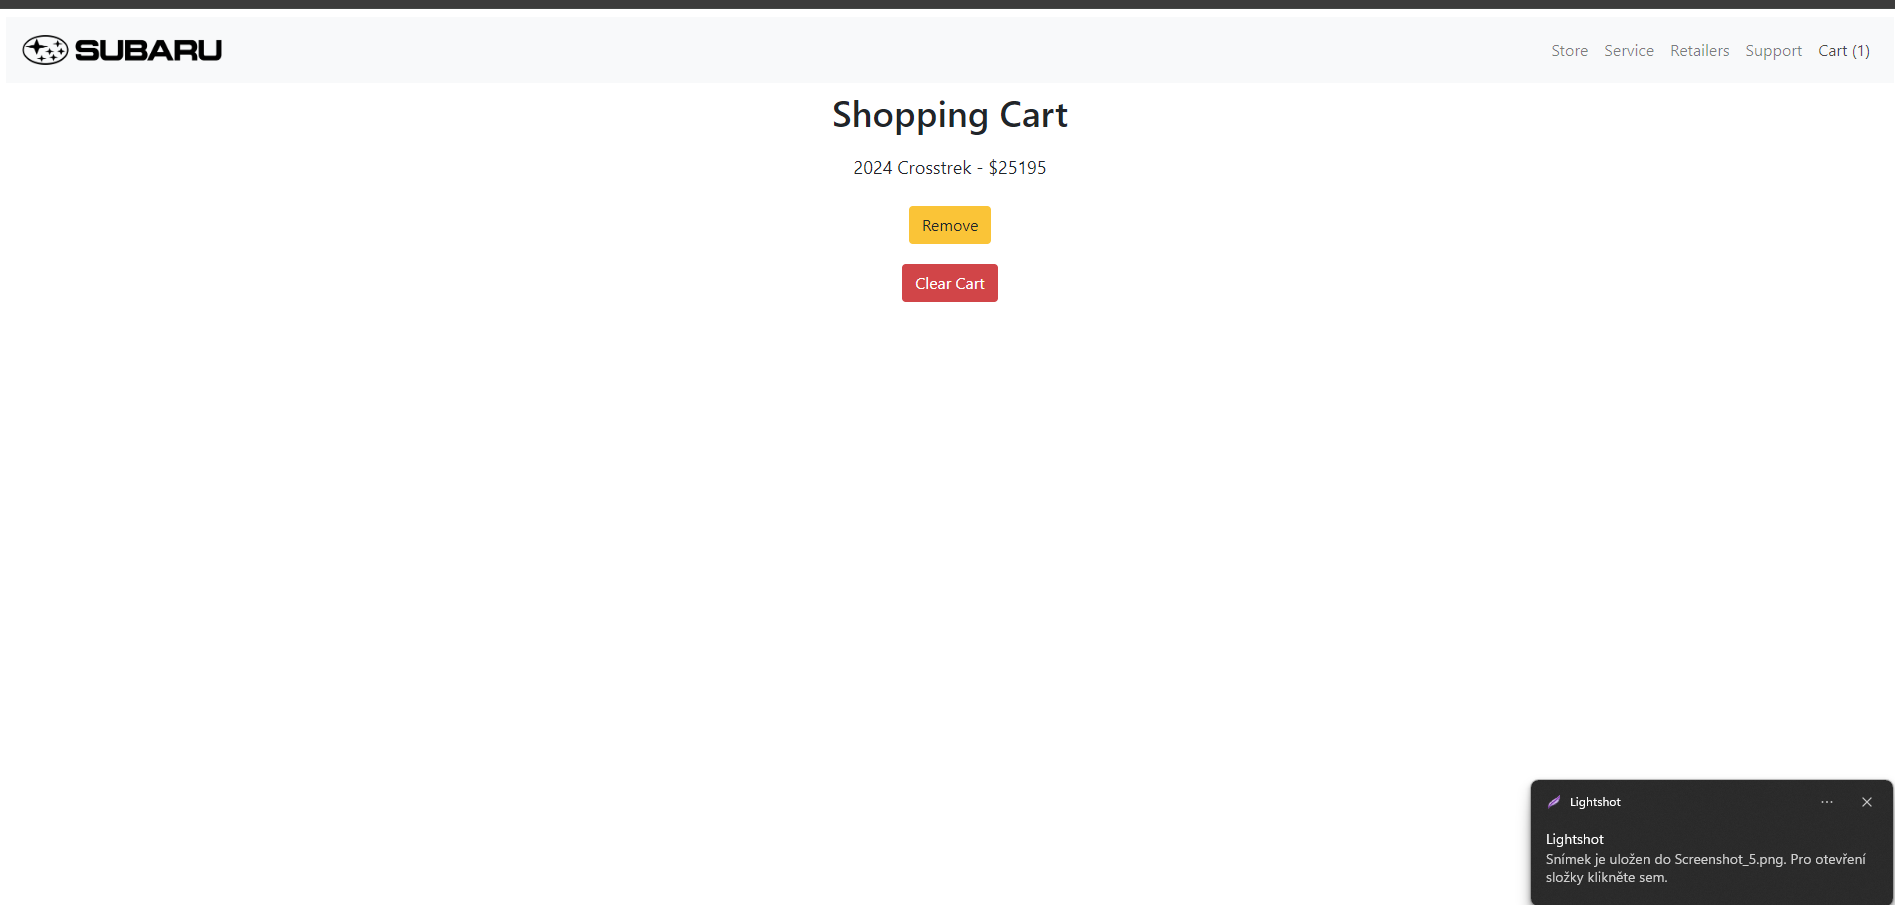 SUBARU
Store Service Retailers Support Cart (1)
Shopping Cart
2024 Crosstrek - $25195
Remove
Clear Cart
Lightshot
Lightshot
Snímek je uložen do Screenshot_5.png. Pro otevření
složky klikněte sem.